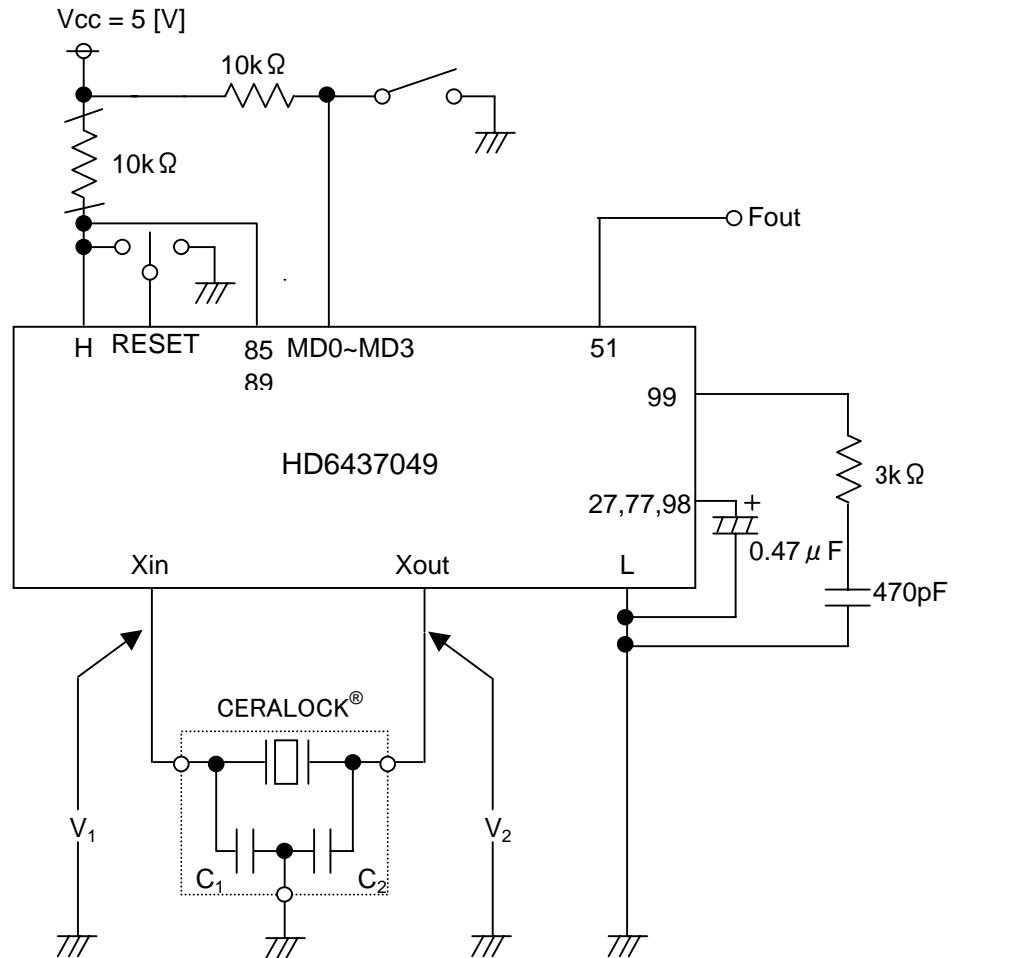 Vcc = 5 [V]
10kΩ
10kΩ
Fout
H RESET 85 MD0~MD3 51
89
99
HD6437049
3kΩ
27,77,98 +
0.47μF
Xin Xout L
470pF
CERALOCK®
V₁ V₂
C₁ C₂